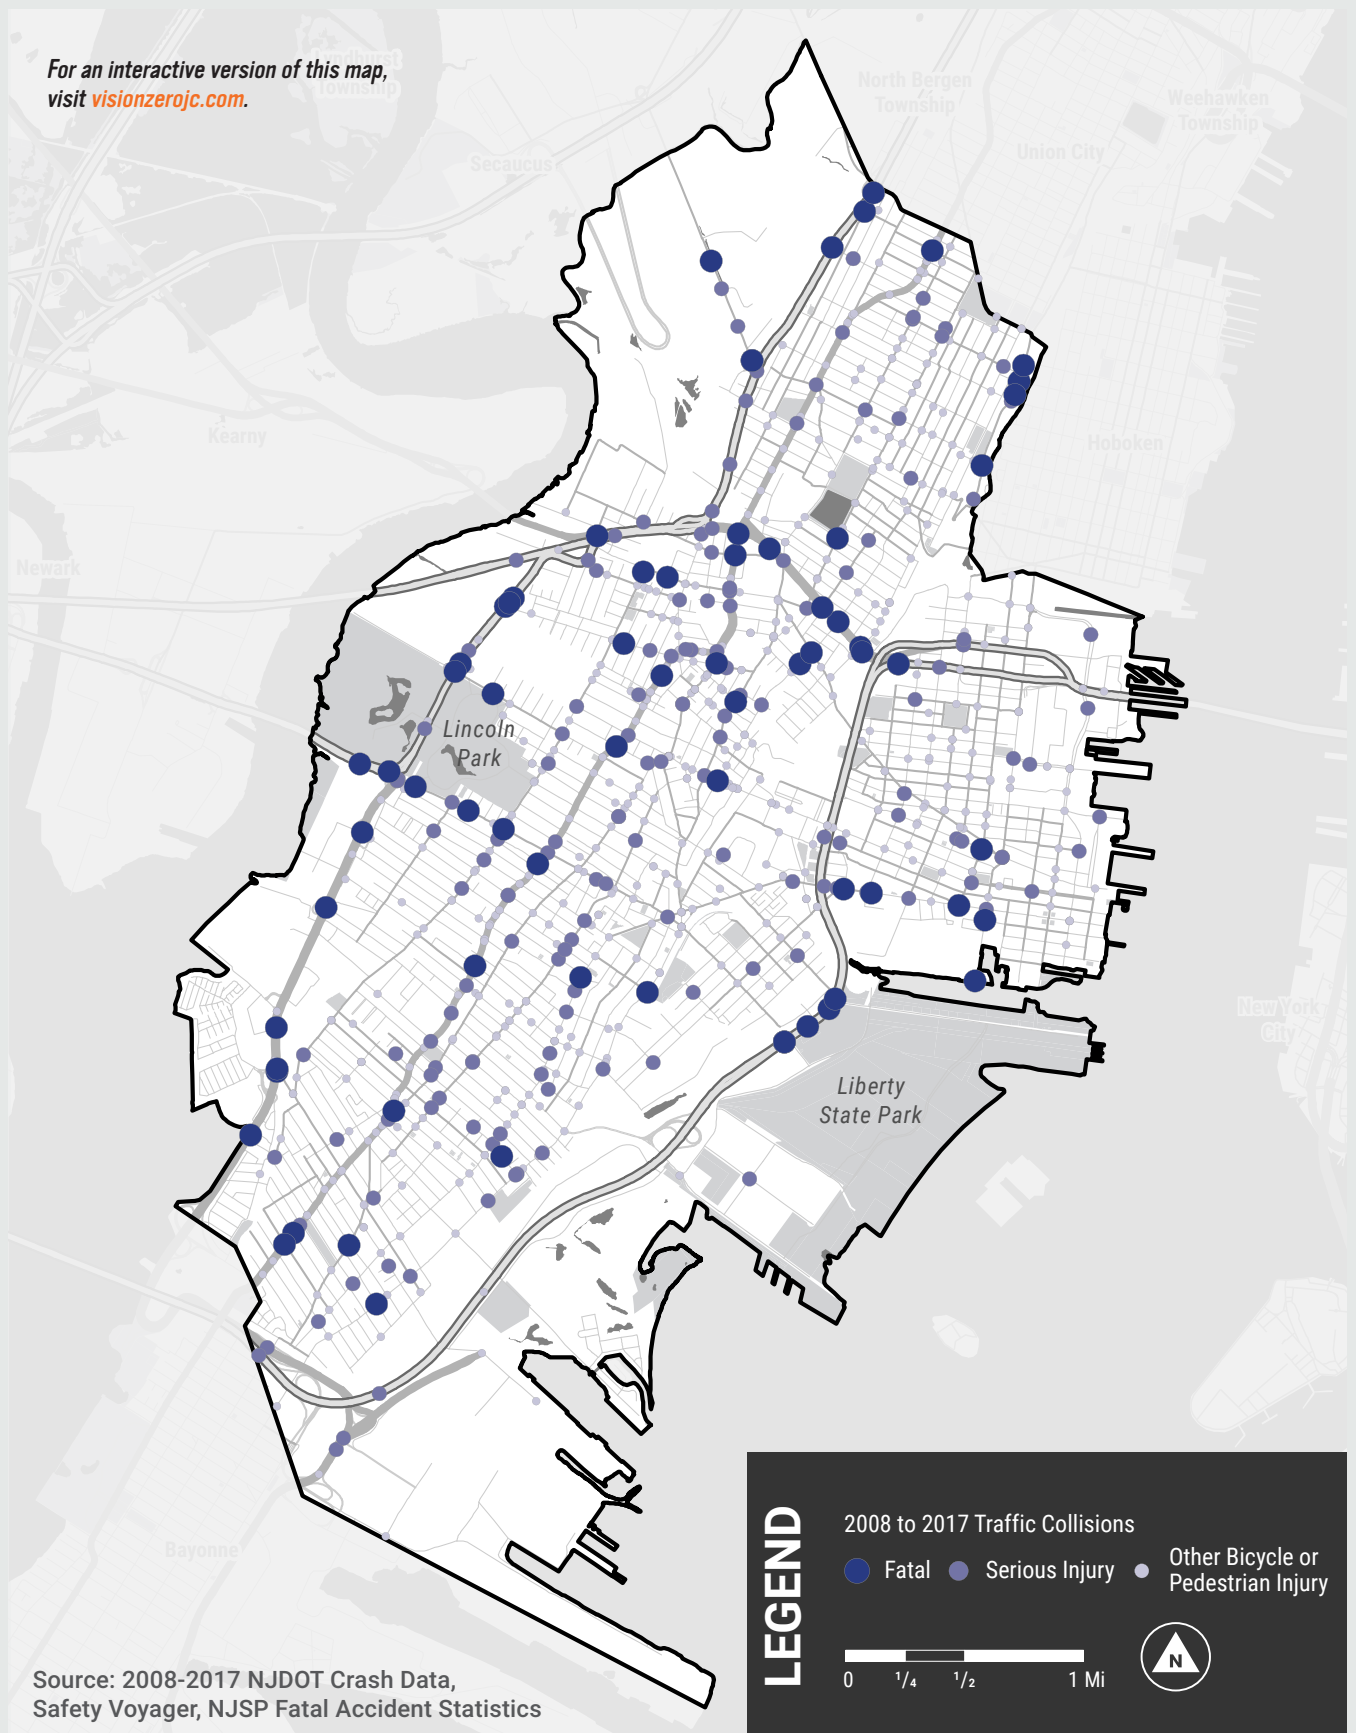 For an interactive version of this map,
visit visionzerojc.com.
Lyndhurst
Township
North Bergen
Township
Weehawken
Township
Union City
Secaucus
Kearny
Hoboken
Newark
Lincoln
Park
New York
City
Liberty
State Park
Bayonne
LEGEND
2008 to 2017 Traffic Collisions
Fatal
Serious Injury
Other Bicycle or
Pedestrian Injury
0 1/4 1/2 1 Mi
N
Source: 2008-2017 NJDOT Crash Data,
Safety Voyager, NJSP Fatal Accident Statistics